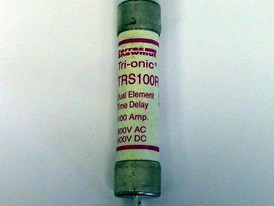 Tri-onic®
TRS100R
Dual Element
Time Delay
100 Amp.
600V AC
600V DC